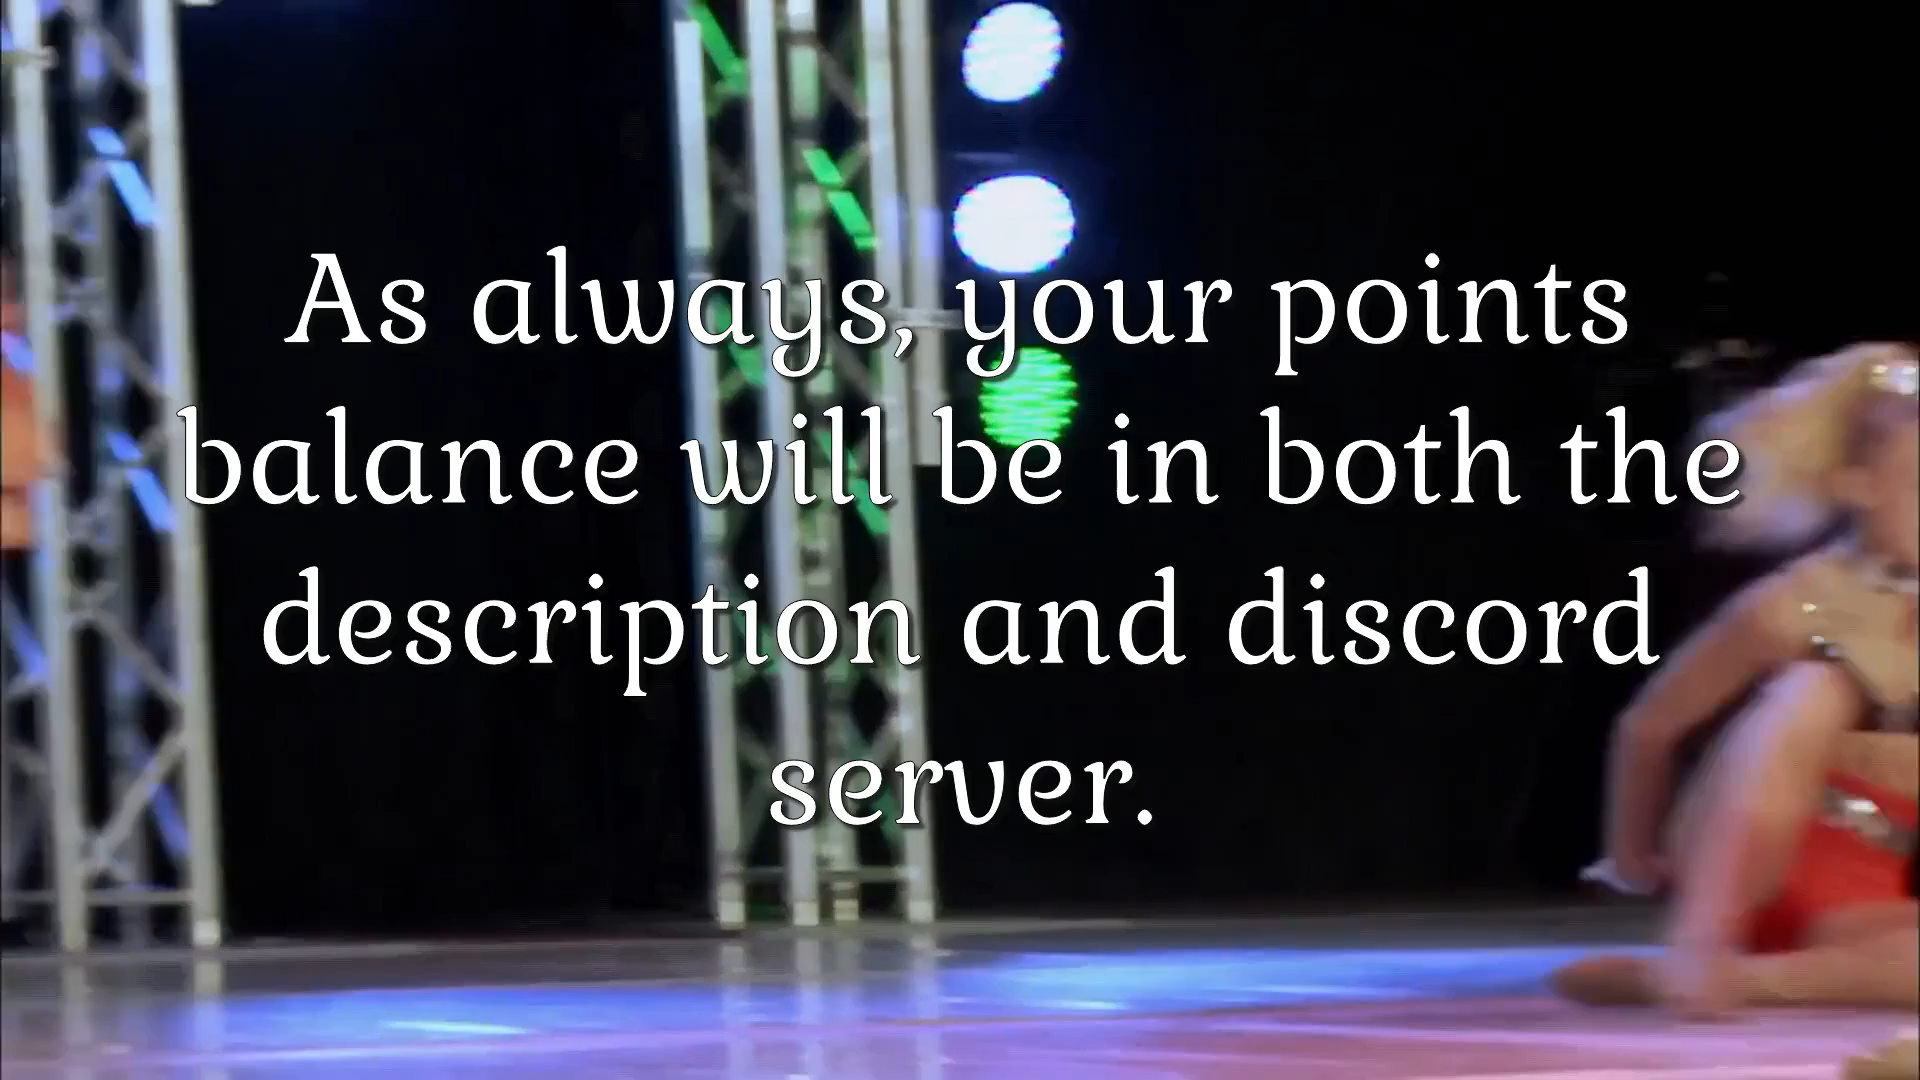 As always, your points
balance will be in both the
description and discord
server.